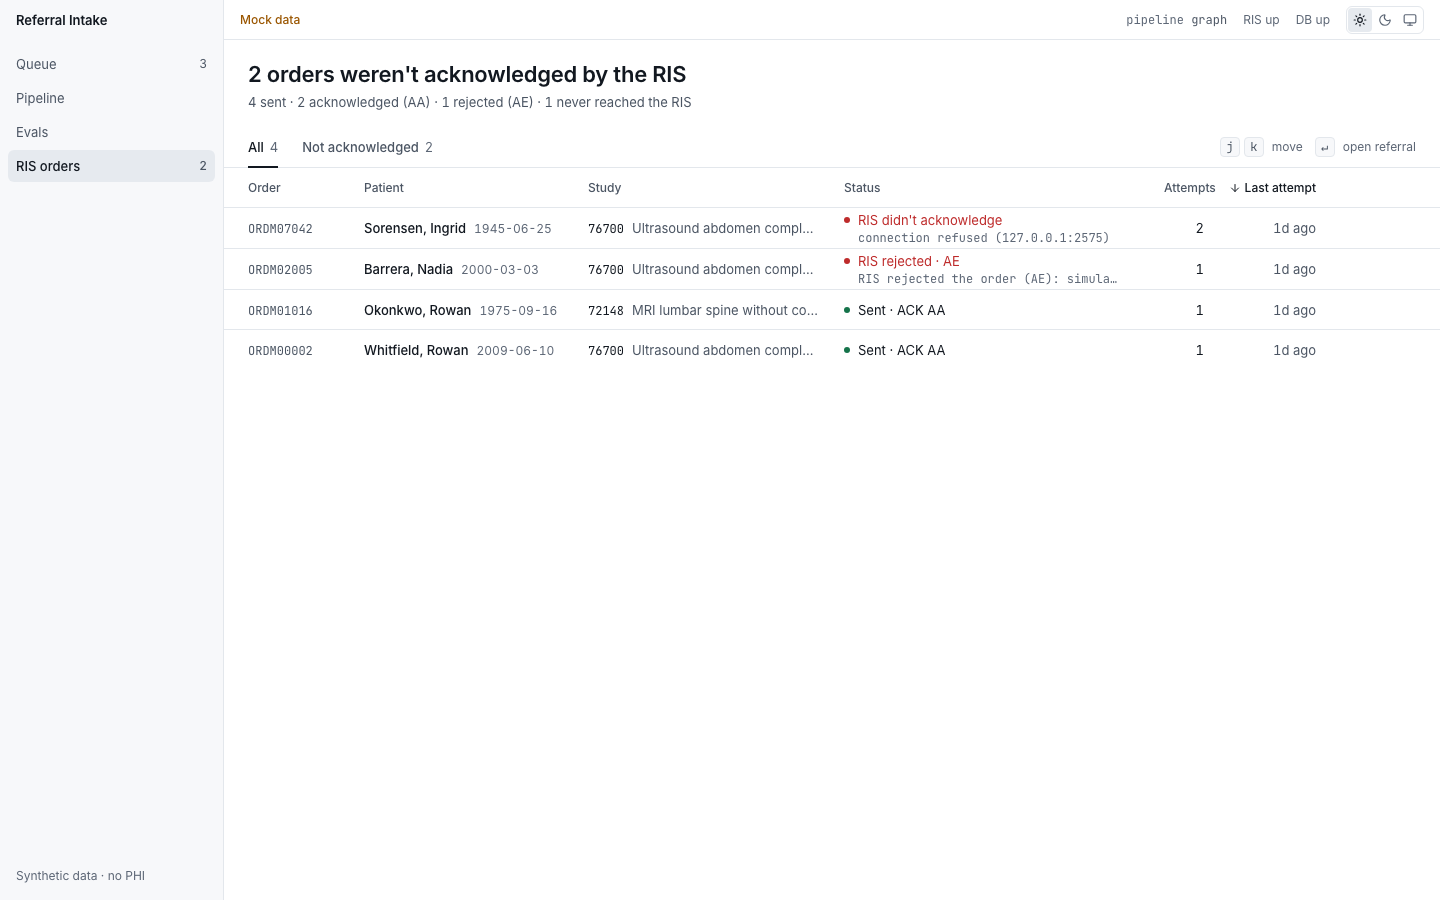 Referral Intake
Queue 3
Pipeline
Evals
RIS orders 2
Synthetic data · no PHI
Mock data
pipeline graph RIS up DB up
2 orders weren't acknowledged by the RIS
4 sent · 2 acknowledged (AA) · 1 rejected (AE) · 1 never reached the RIS
All 4 Not acknowledged 2
j k move ↵ open referral
Order Patient Study Status Attempts ↓ Last attempt
ORDM07042 Sorensen, Ingrid 1945-06-25 76700 Ultrasound abdomen compl... RIS didn't acknowledge 2 1d ago
connection refused (127.0.0.1:2575)
ORDM02005 Barrera, Nadia 2000-03-03 76700 Ultrasound abdomen compl... RIS rejected · AE 1 1d ago
RIS rejected the order (AE): simula…
ORDM01016 Okonkwo, Rowan 1975-09-16 72148 MRI lumbar spine without co... Sent · ACK AA 1 1d ago
ORDM00002 Whitfield, Rowan 2009-06-10 76700 Ultrasound abdomen compl... Sent · ACK AA 1 1d ago